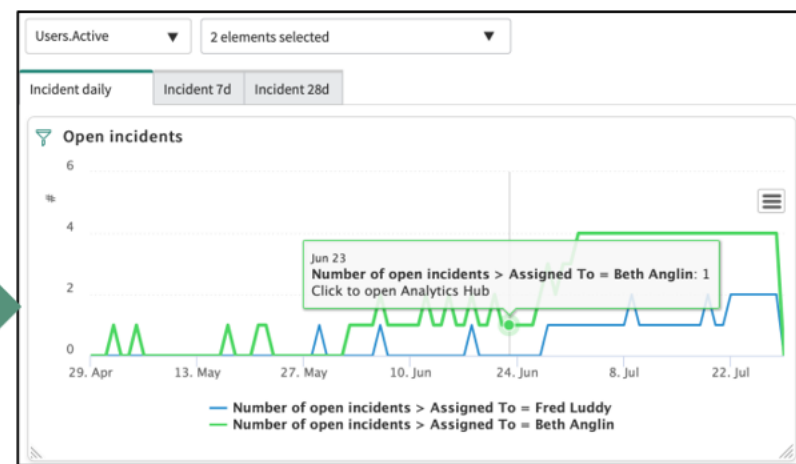 Users.Active
2 elements selected
Incident daily
Incident 7d
Incident 28d
Open incidents
6
#
4
2
0
Jun 23
Number of open incidents > Assigned To = Beth Anglin: 1
Click to open Analytics Hub
29. Apr
13. May
27. May
10. Jun
24. Jun
8. Jul
22. Jul
Number of open incidents > Assigned To = Fred Luddy
Number of open incidents > Assigned To = Beth Anglin